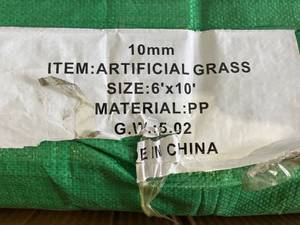 10mm
ITEM:ARTIFICIAL GRASS
SIZE:6'x10'
MATERIAL:PP
G.W.:5.02
IN CHINA